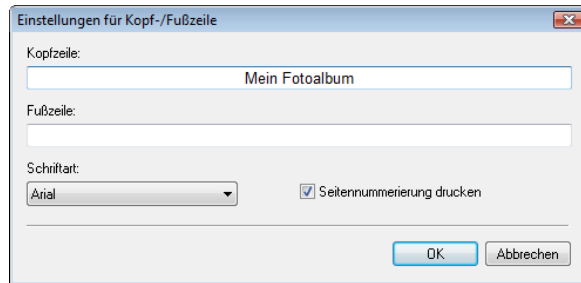 Einstellungen für Kopf-/Fußzeile
Kopfzeile:
Mein Fotoalbum
Fußzeile:
Schriftart:
Arial
Seitennummerierung drucken
OK
Abbrechen